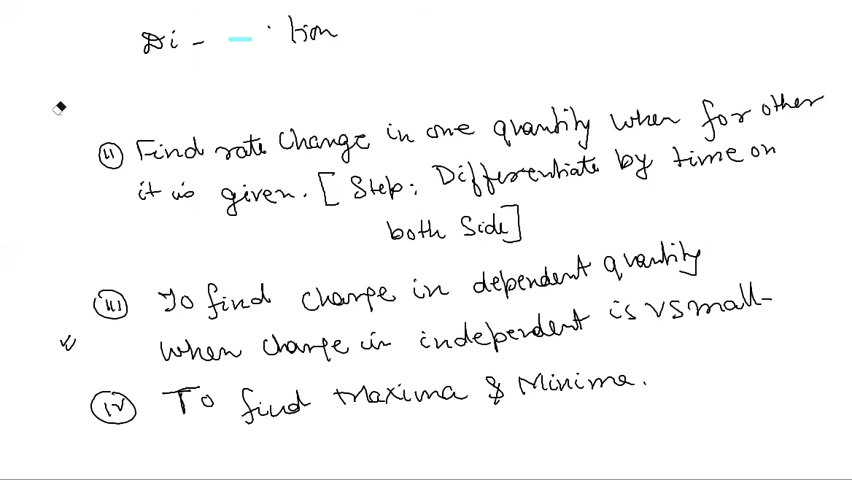 Di - - tion
(ii) Find rate change in one quantity when for other
it is given. [Step: Differentiate by time on
both Side]
(iii) To find change in dependent quantity
when change in independent is v small
(iv) To find Maxima & Minima.